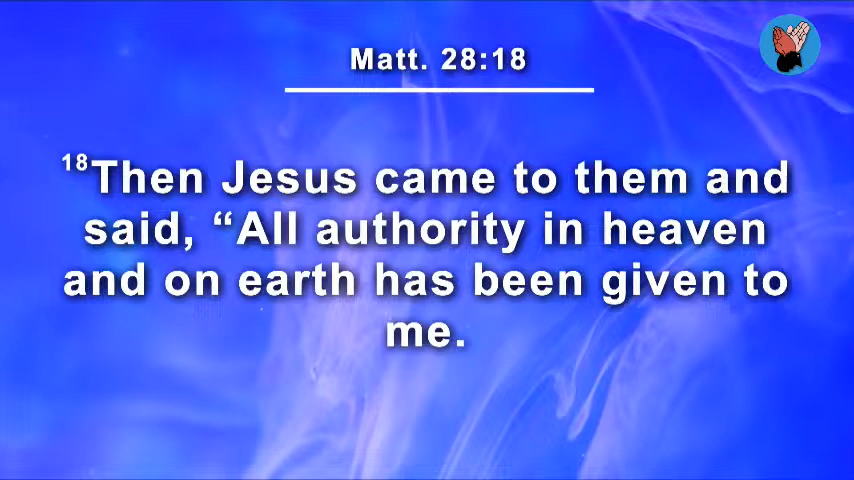 Matt. 28:18
18Then Jesus came to them and
said, “All authority in heaven
and on earth has been given to
me.